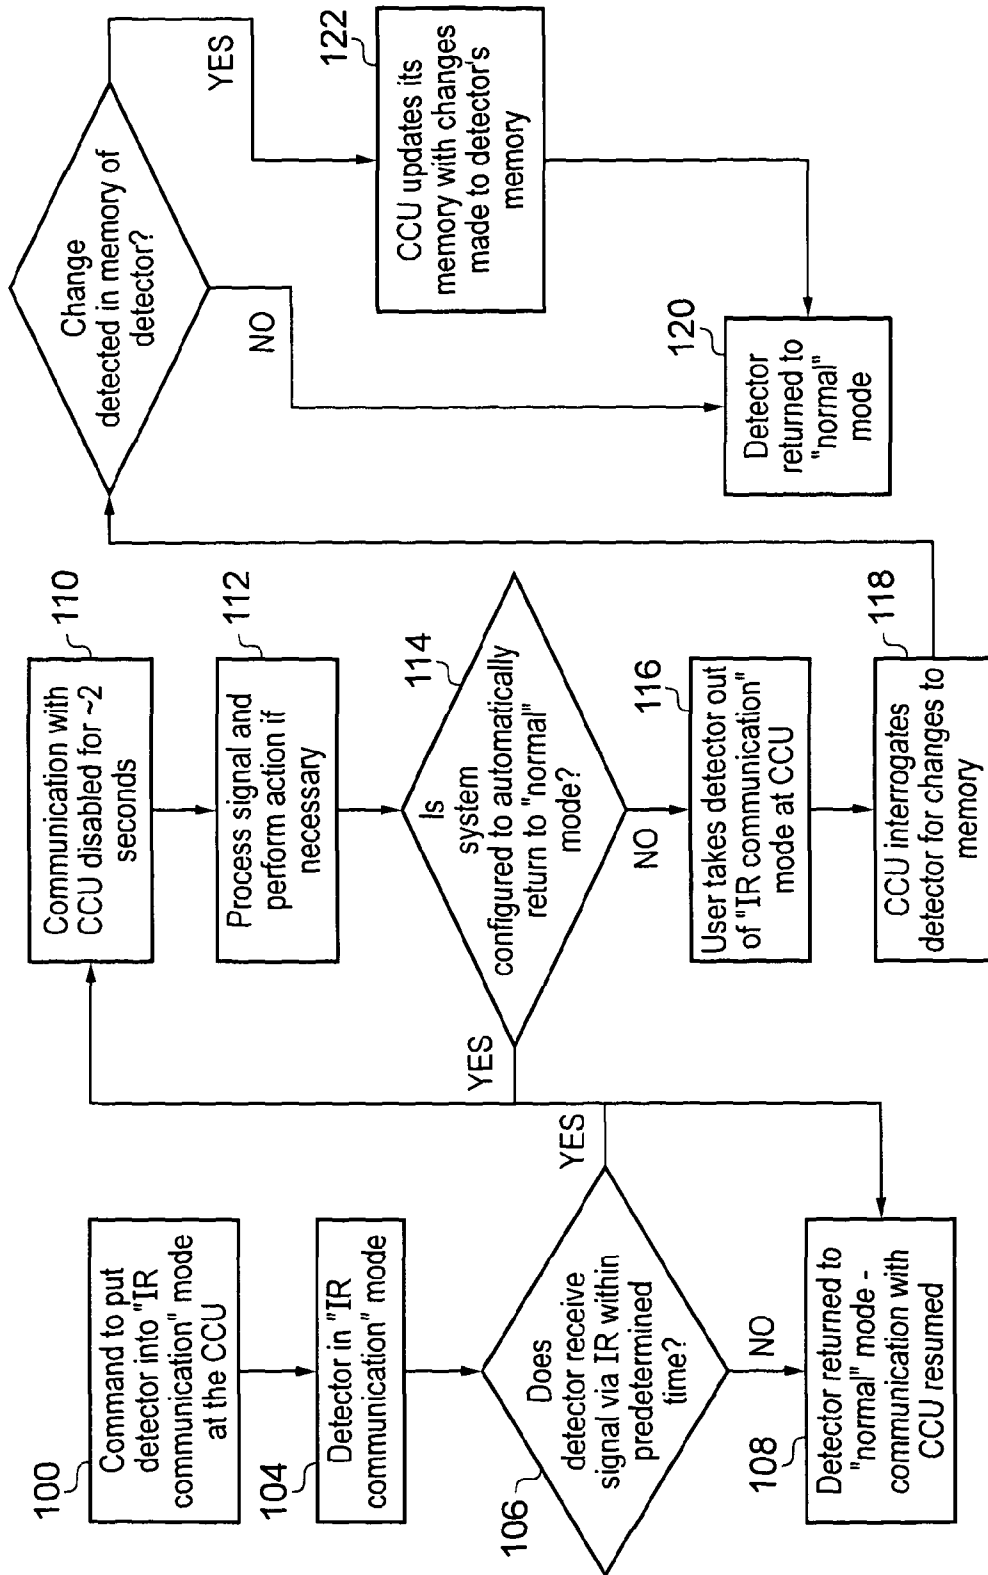 100
Command to put
detector into "IR
communication" mode
at the CCU
104
Detector in "IR
communication" mode
106
Does
detector receive
signal via IR within
predetermined
time?
YES
NO
108
Detector returned to
"normal" mode -
communication with
CCU resumed
110
Communication with
CCU disabled for ~2
seconds
112
Process signal and
perform action if
necessary
114
Is
system
configured to automatically
return to "normal"
mode?
YES
NO
116
User takes detector out
of "IR communication"
mode at CCU
118
CCU interrogates
detector for changes to
memory
Change
detected in memory of
detector?
YES
NO
122
CCU updates its
memory with changes
made to detector's
memory
120
Detector
returned to
"normal"
mode